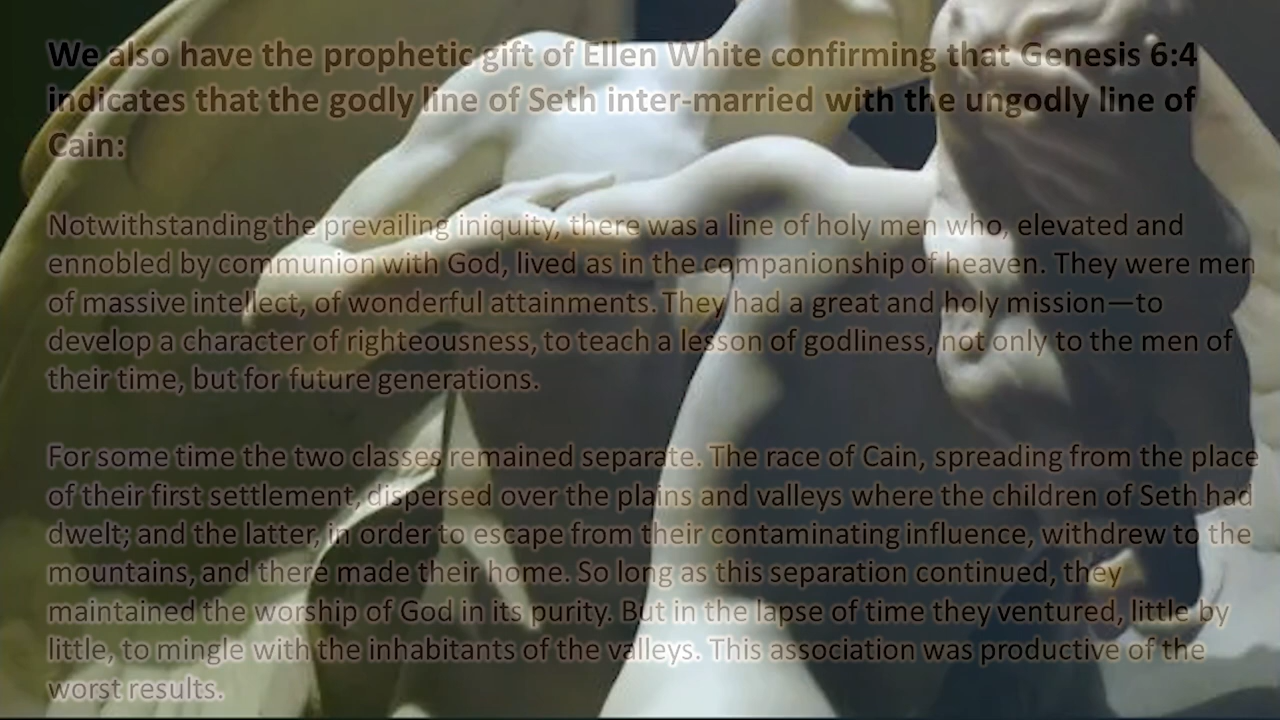 We also have the prophetic gift of Ellen White confirming that Genesis 6:4
indicates that the godly line of Seth inter-married with the ungodly line of
Cain:
Notwithstanding the prevailing iniquity, there was a line of holy men who, elevated and
ennobled by communion with God, lived as in the companionship of heaven. They were men
of massive intellect, of wonderful attainments. They had a great and holy mission—to
develop a character of righteousness, to teach a lesson of godliness, not only to the men of
their time, but for future generations.
For some time the two classes remained separate. The race of Cain, spreading from the place
of their first settlement, dispersed over the plains and valleys where the children of Seth had
dwelt; and the latter, in order to escape from their contaminating influence, withdrew to the
mountains, and there made their home. So long as this separation continued, they
maintained the worship of God in its purity. But in the lapse of time they ventured, little by
little, to mingle with the inhabitants of the valleys. This association was productive of the
worst results.